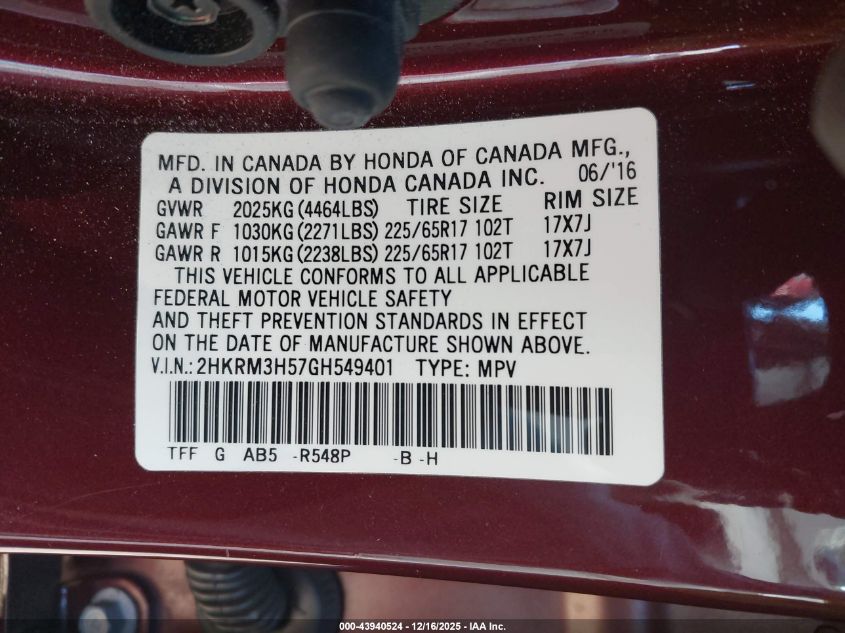 MFD. IN CANADA BY HONDA OF CANADA MFG.,
A DIVISION OF HONDA CANADA INC. 06/'16
GVWR 2025KG(4464LBS) TIRE SIZE RIM SIZE
GAWR F 1030KG(2271LBS) 225/65R17 102T 17X7J
GAWR R 1015KG(2238LBS) 225/65R17 102T 17X7J
THIS VEHICLE CONFORMS TO ALL APPLICABLE
FEDERAL MOTOR VEHICLE SAFETY
AND THEFT PREVENTION STANDARDS IN EFFECT
ON THE DATE OF MANUFACTURE SHOWN ABOVE.
V.I.N.: 2HKRM3H57GH549401 TYPE: MPV
TFF G AB5 -R548P -B -H
000-43940524 - 12/16/2025 - IAA Inc.